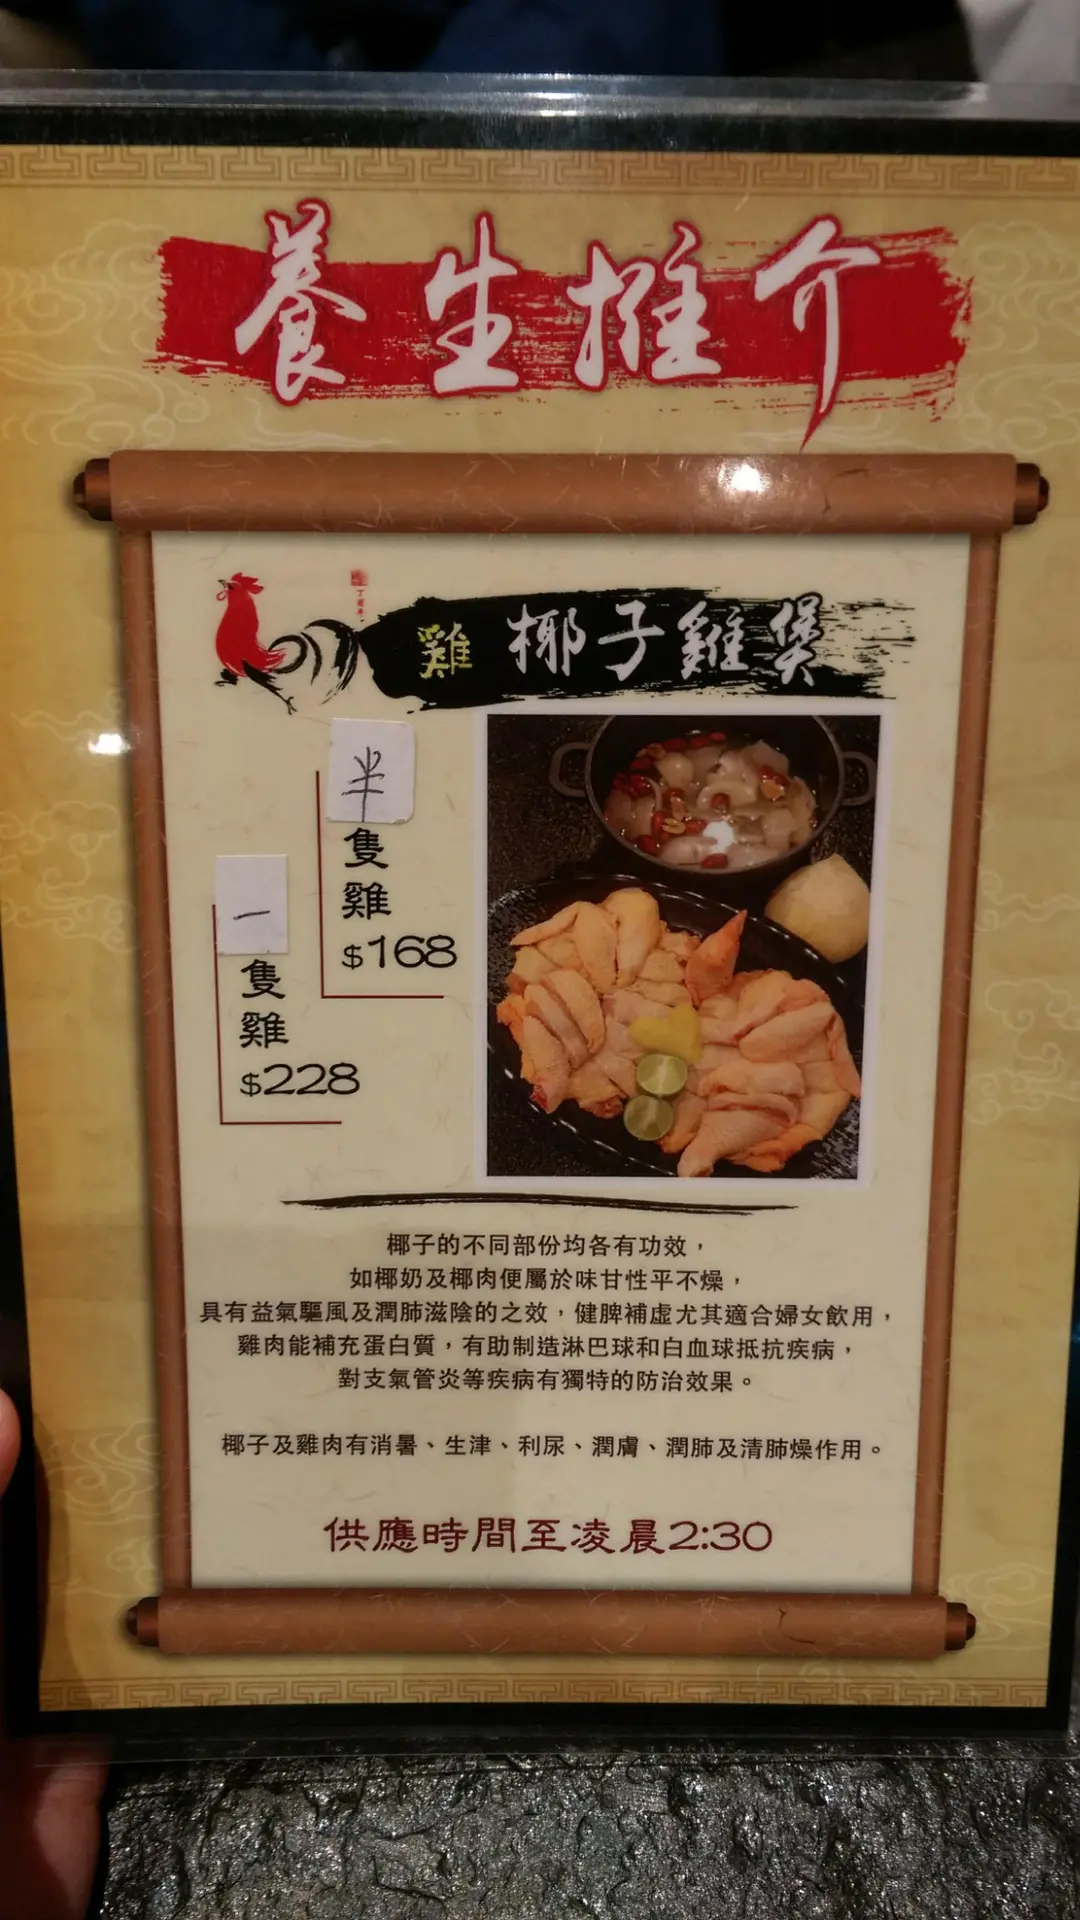 養生推介
丁酉年
雞 椰子雞煲
半
隻
雞
$168
一
隻
雞
$228
椰子的不同部份均各有功效，
如椰奶及椰肉便屬於味甘性平不燥，
具有益氣驅風及潤肺滋陰的之效，健脾補虛尤其適合婦女飲用，
雞肉能補充蛋白質，有助制造淋巴球和白血球抵抗疾病，
對支氣管炎等疾病有獨特的防治效果。
椰子及雞肉有消暑、生津、利尿、潤膚、潤肺及清肺燥作用。
供應時間至凌晨2:30